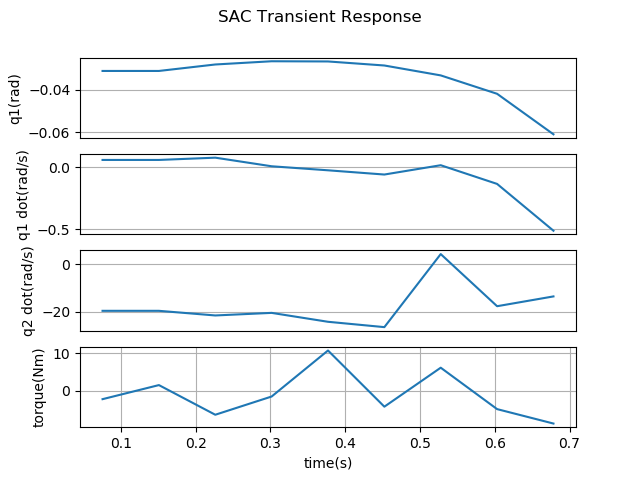 SAC Transient Response
q1(rad)
−0.04
−0.06
q1 dot(rad/s)
0.0
−0.5
q2 dot(rad/s)
0
−20
torque(Nm)
10
0
0.1 0.2 0.3 0.4 0.5 0.6 0.7
time(s)